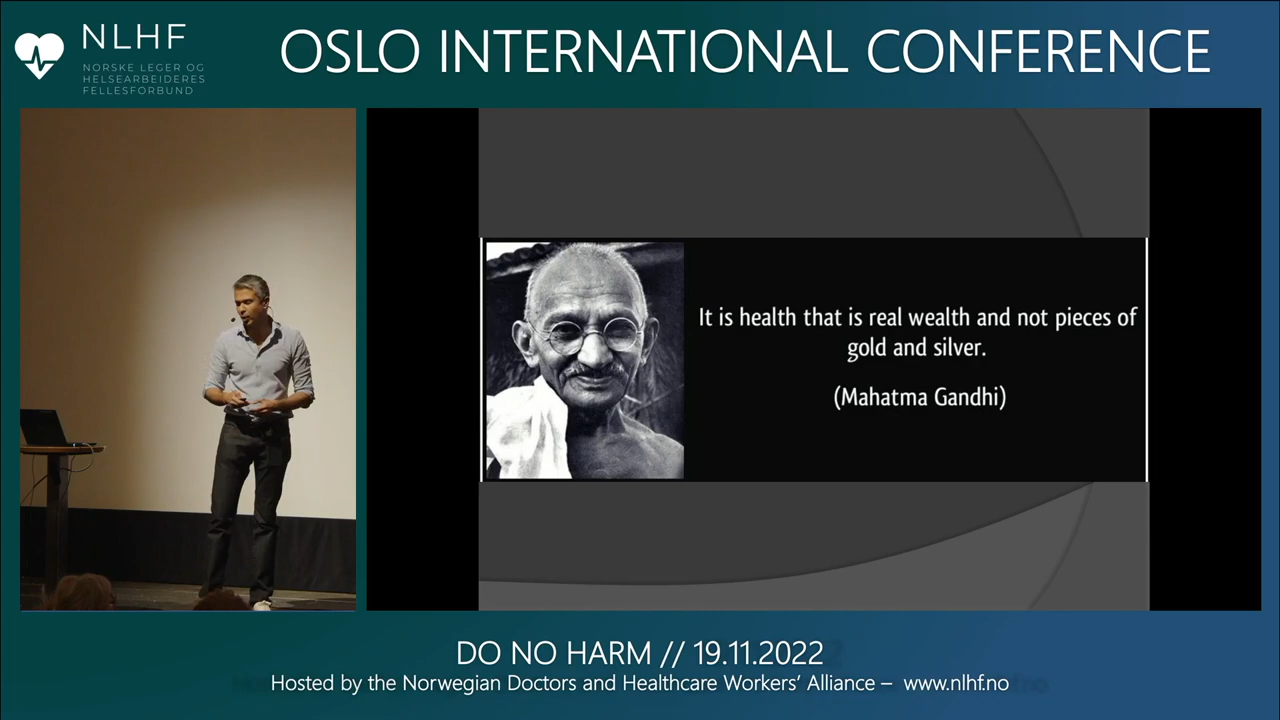 NLHF
NORSKE LEGER OG
HELSEARBEIDERES
FELLESFORBUND
OSLO INTERNATIONAL CONFERENCE
It is health that is real wealth and not pieces of
gold and silver.
(Mahatma Gandhi)
DO NO HARM // 19.11.2022
Hosted by the Norwegian Doctors and Healthcare Workers’ Alliance – www.nlhf.no